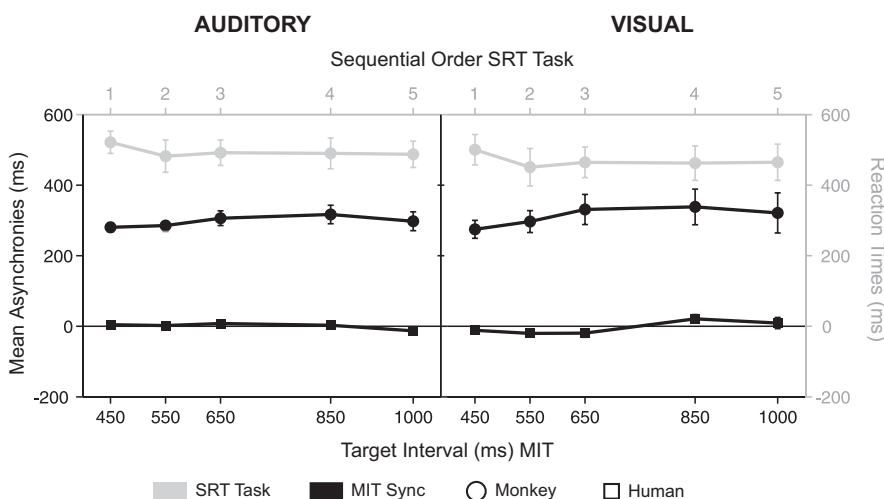 AUDITORY VISUAL
Sequential Order SRT Task
1 2 3 4 5 1 2 3 4 5
600 600
400 400
200 200
0 0
-200 -200
Mean Asynchronies (ms)
Reaction Times (ms)
450 550 650 850 1000 450 550 650 850 1000
Target Interval (ms) MIT
SRT Task MIT Sync Monkey Human